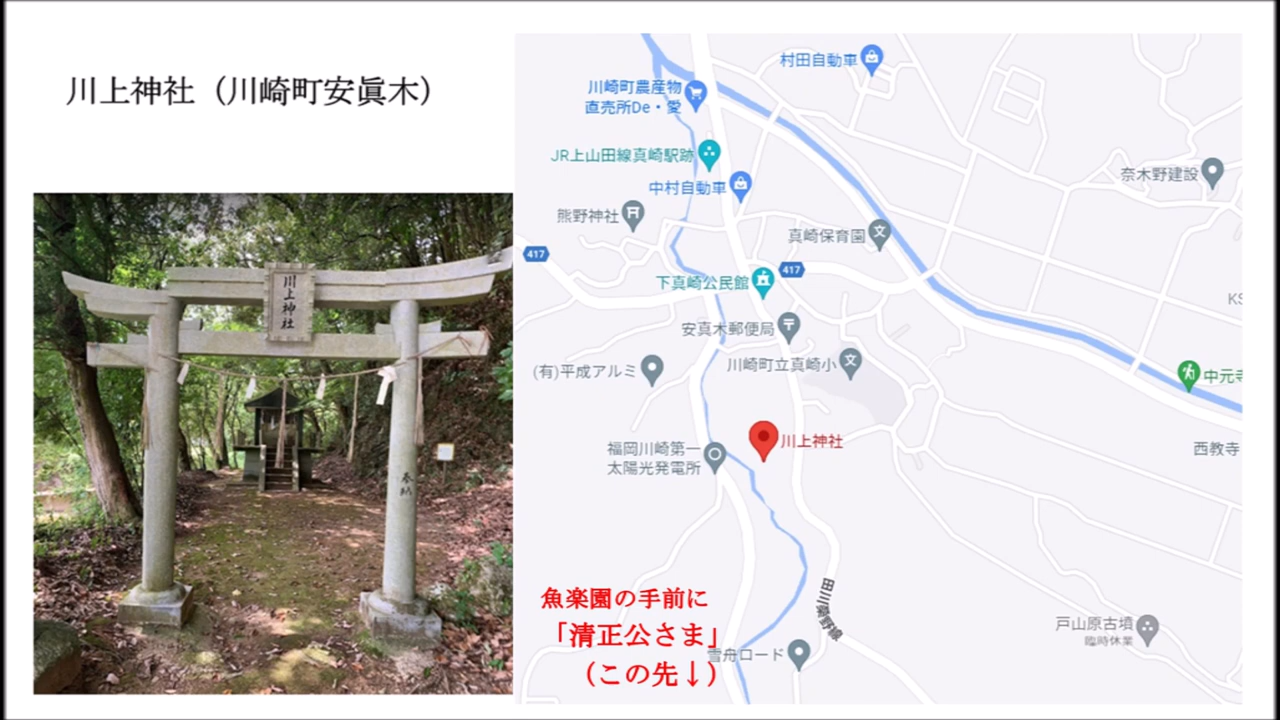 川上神社（川崎町安眞木）
川上神社
奉納
村田自動車
川崎町農産物
直売所De・愛
JR上山田線真崎駅跡
中村自動車
奈木野建設
熊野神社
真崎保育園
417
417
下真崎公民館
KS
安真木郵便局
川崎町立真崎小
(有)平成アルミ
中元寺
川上神社
福岡川崎第一
太陽光発電所
西教寺
田川桑野線
魚楽園の手前に
「清正公さま」
（この先↓）
戸山原古墳
臨時休業
雪舟ロード